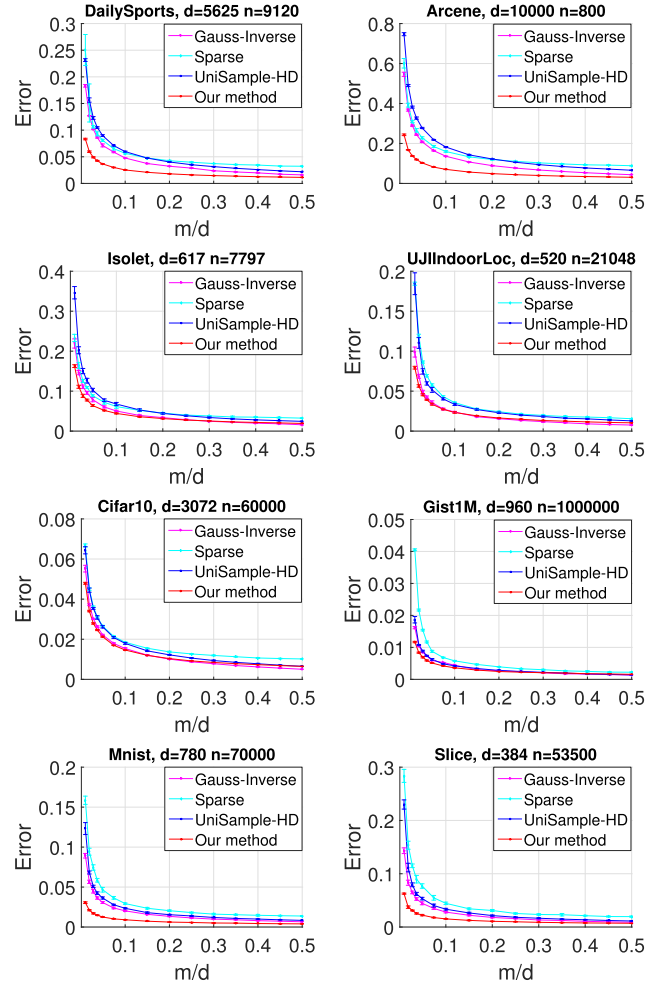 DailySports, d=5625 n=9120
0.3
0.25
0.2
0.15
0.1
0.05
0
Error
Gauss-Inverse
Sparse
UniSample-HD
Our method
0.1 0.2 0.3 0.4 0.5
m/d
Arcene, d=10000 n=800
0.8
0.6
0.4
0.2
0
Error
Gauss-Inverse
Sparse
UniSample-HD
Our method
0.1 0.2 0.3 0.4 0.5
m/d
Isolet, d=617 n=7797
0.4
0.3
0.2
0.1
0
Error
Gauss-Inverse
Sparse
UniSample-HD
Our method
0.1 0.2 0.3 0.4 0.5
m/d
UJIIndoorLoc, d=520 n=21048
0.2
0.15
0.1
0.05
0
Error
Gauss-Inverse
Sparse
UniSample-HD
Our method
0.1 0.2 0.3 0.4 0.5
m/d
Cifar10, d=3072 n=60000
0.08
0.06
0.04
0.02
0
Error
Gauss-Inverse
Sparse
UniSample-HD
Our method
0.1 0.2 0.3 0.4 0.5
m/d
Gist1M, d=960 n=1000000
0.05
0.04
0.03
0.02
0.01
0
Error
Gauss-Inverse
Sparse
UniSample-HD
Our method
0.1 0.2 0.3 0.4 0.5
m/d
Mnist, d=780 n=70000
0.2
0.15
0.1
0.05
0
Error
Gauss-Inverse
Sparse
UniSample-HD
Our method
0.1 0.2 0.3 0.4 0.5
m/d
Slice, d=384 n=53500
0.3
0.2
0.1
0
Error
Gauss-Inverse
Sparse
UniSample-HD
Our method
0.1 0.2 0.3 0.4 0.5
m/d